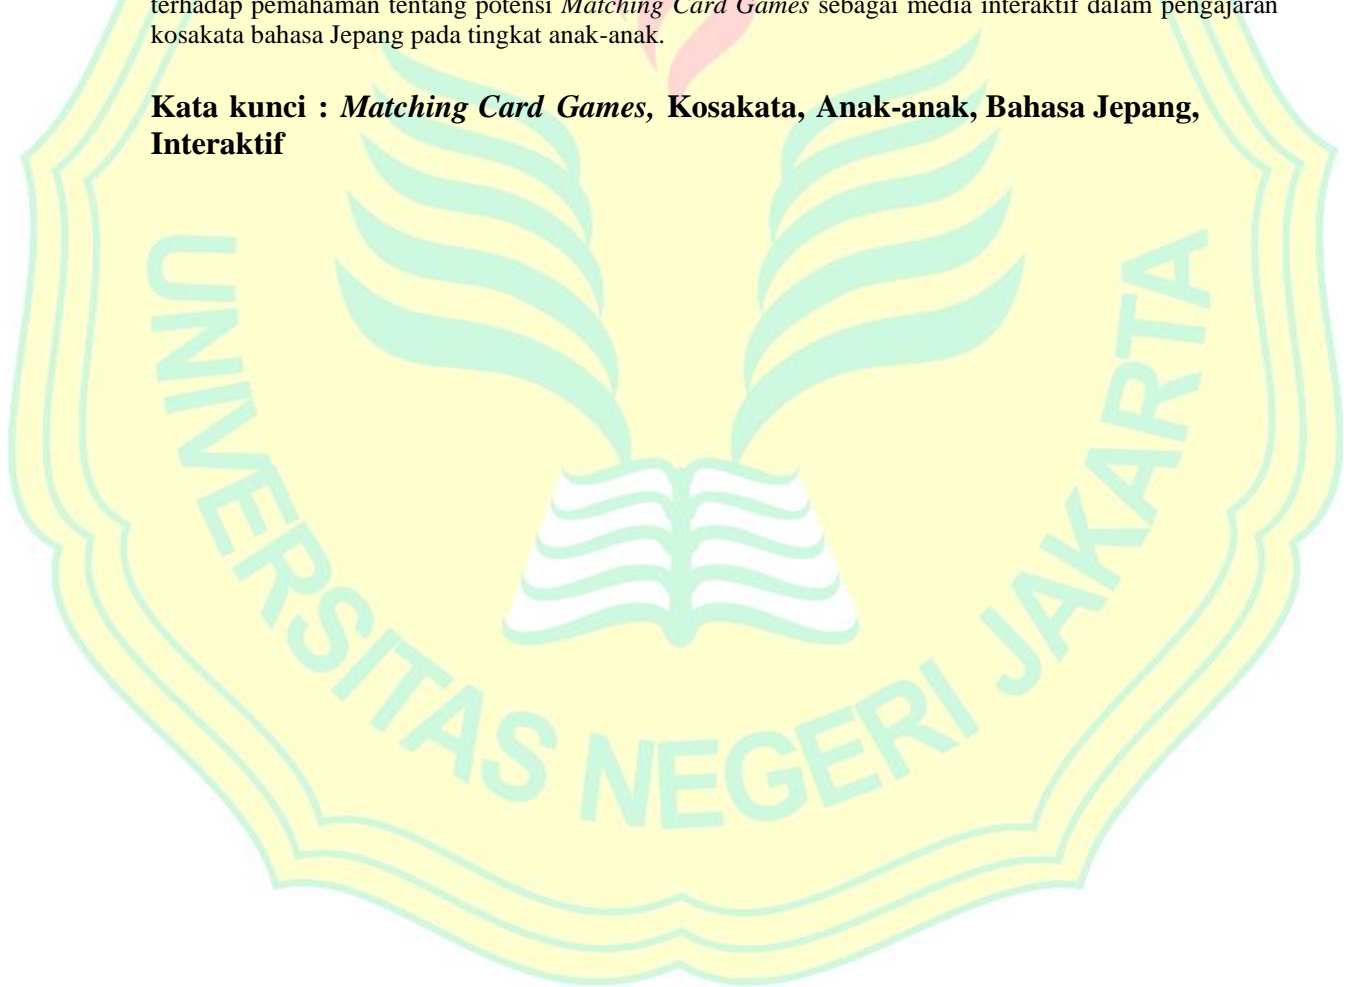 terhadap pemahaman tentang potensi Matching Card Games sebagai media interaktif dalam pengajaran
kosakata bahasa Jepang pada tingkat anak-anak.
Kata kunci : Matching Card Games, Kosakata, Anak-anak, Bahasa Jepang,
Interaktif
UNIVERSITAS NEGERI JAKARTA